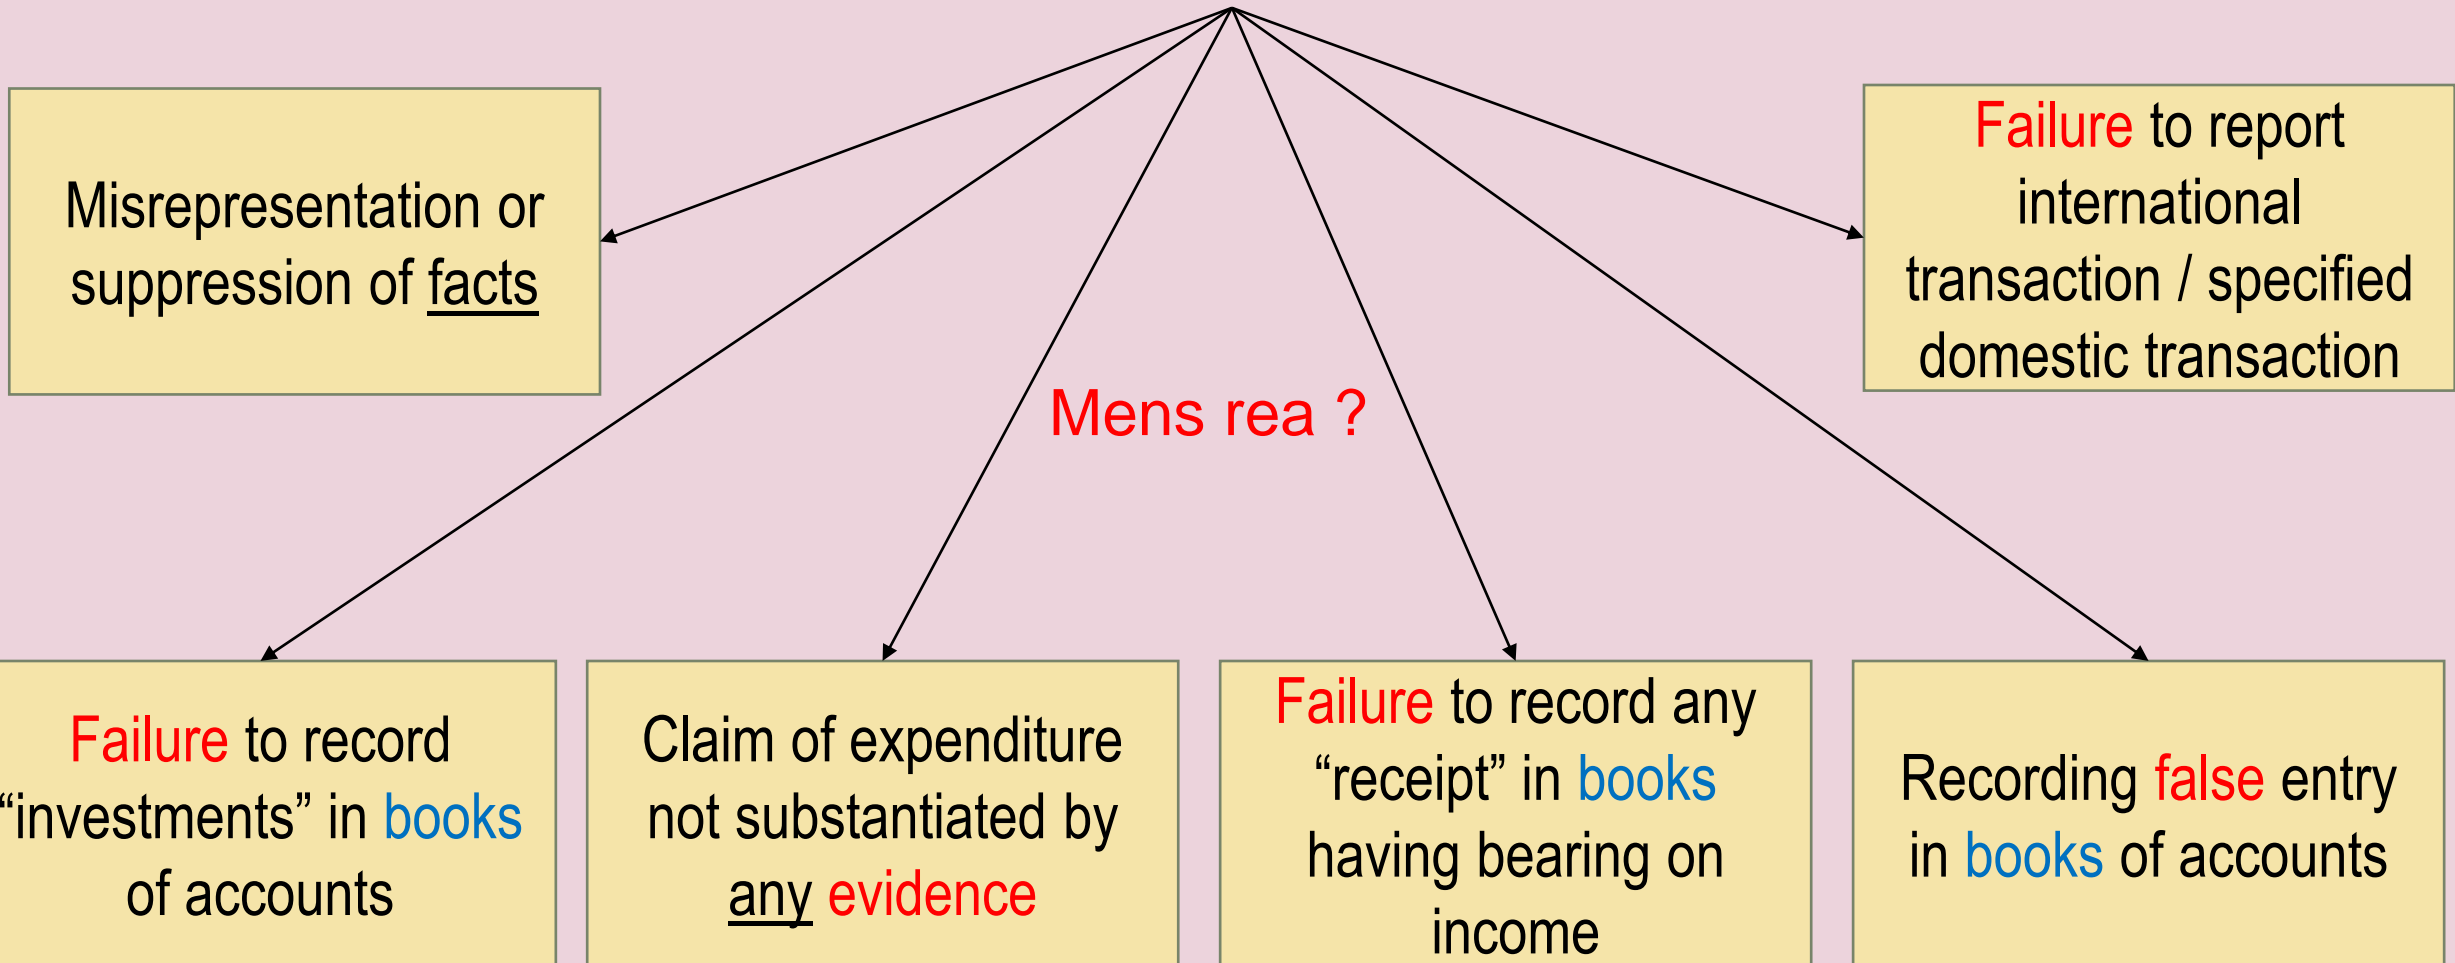 Misrepresentation or
suppression of facts
Failure to report
international
transaction / specified
domestic transaction
Mens rea ?
Failure to record
“investments” in books
of accounts
Claim of expenditure
not substantiated by
any evidence
Failure to record any
“receipt” in books
having bearing on
income
Recording false entry
in books of accounts